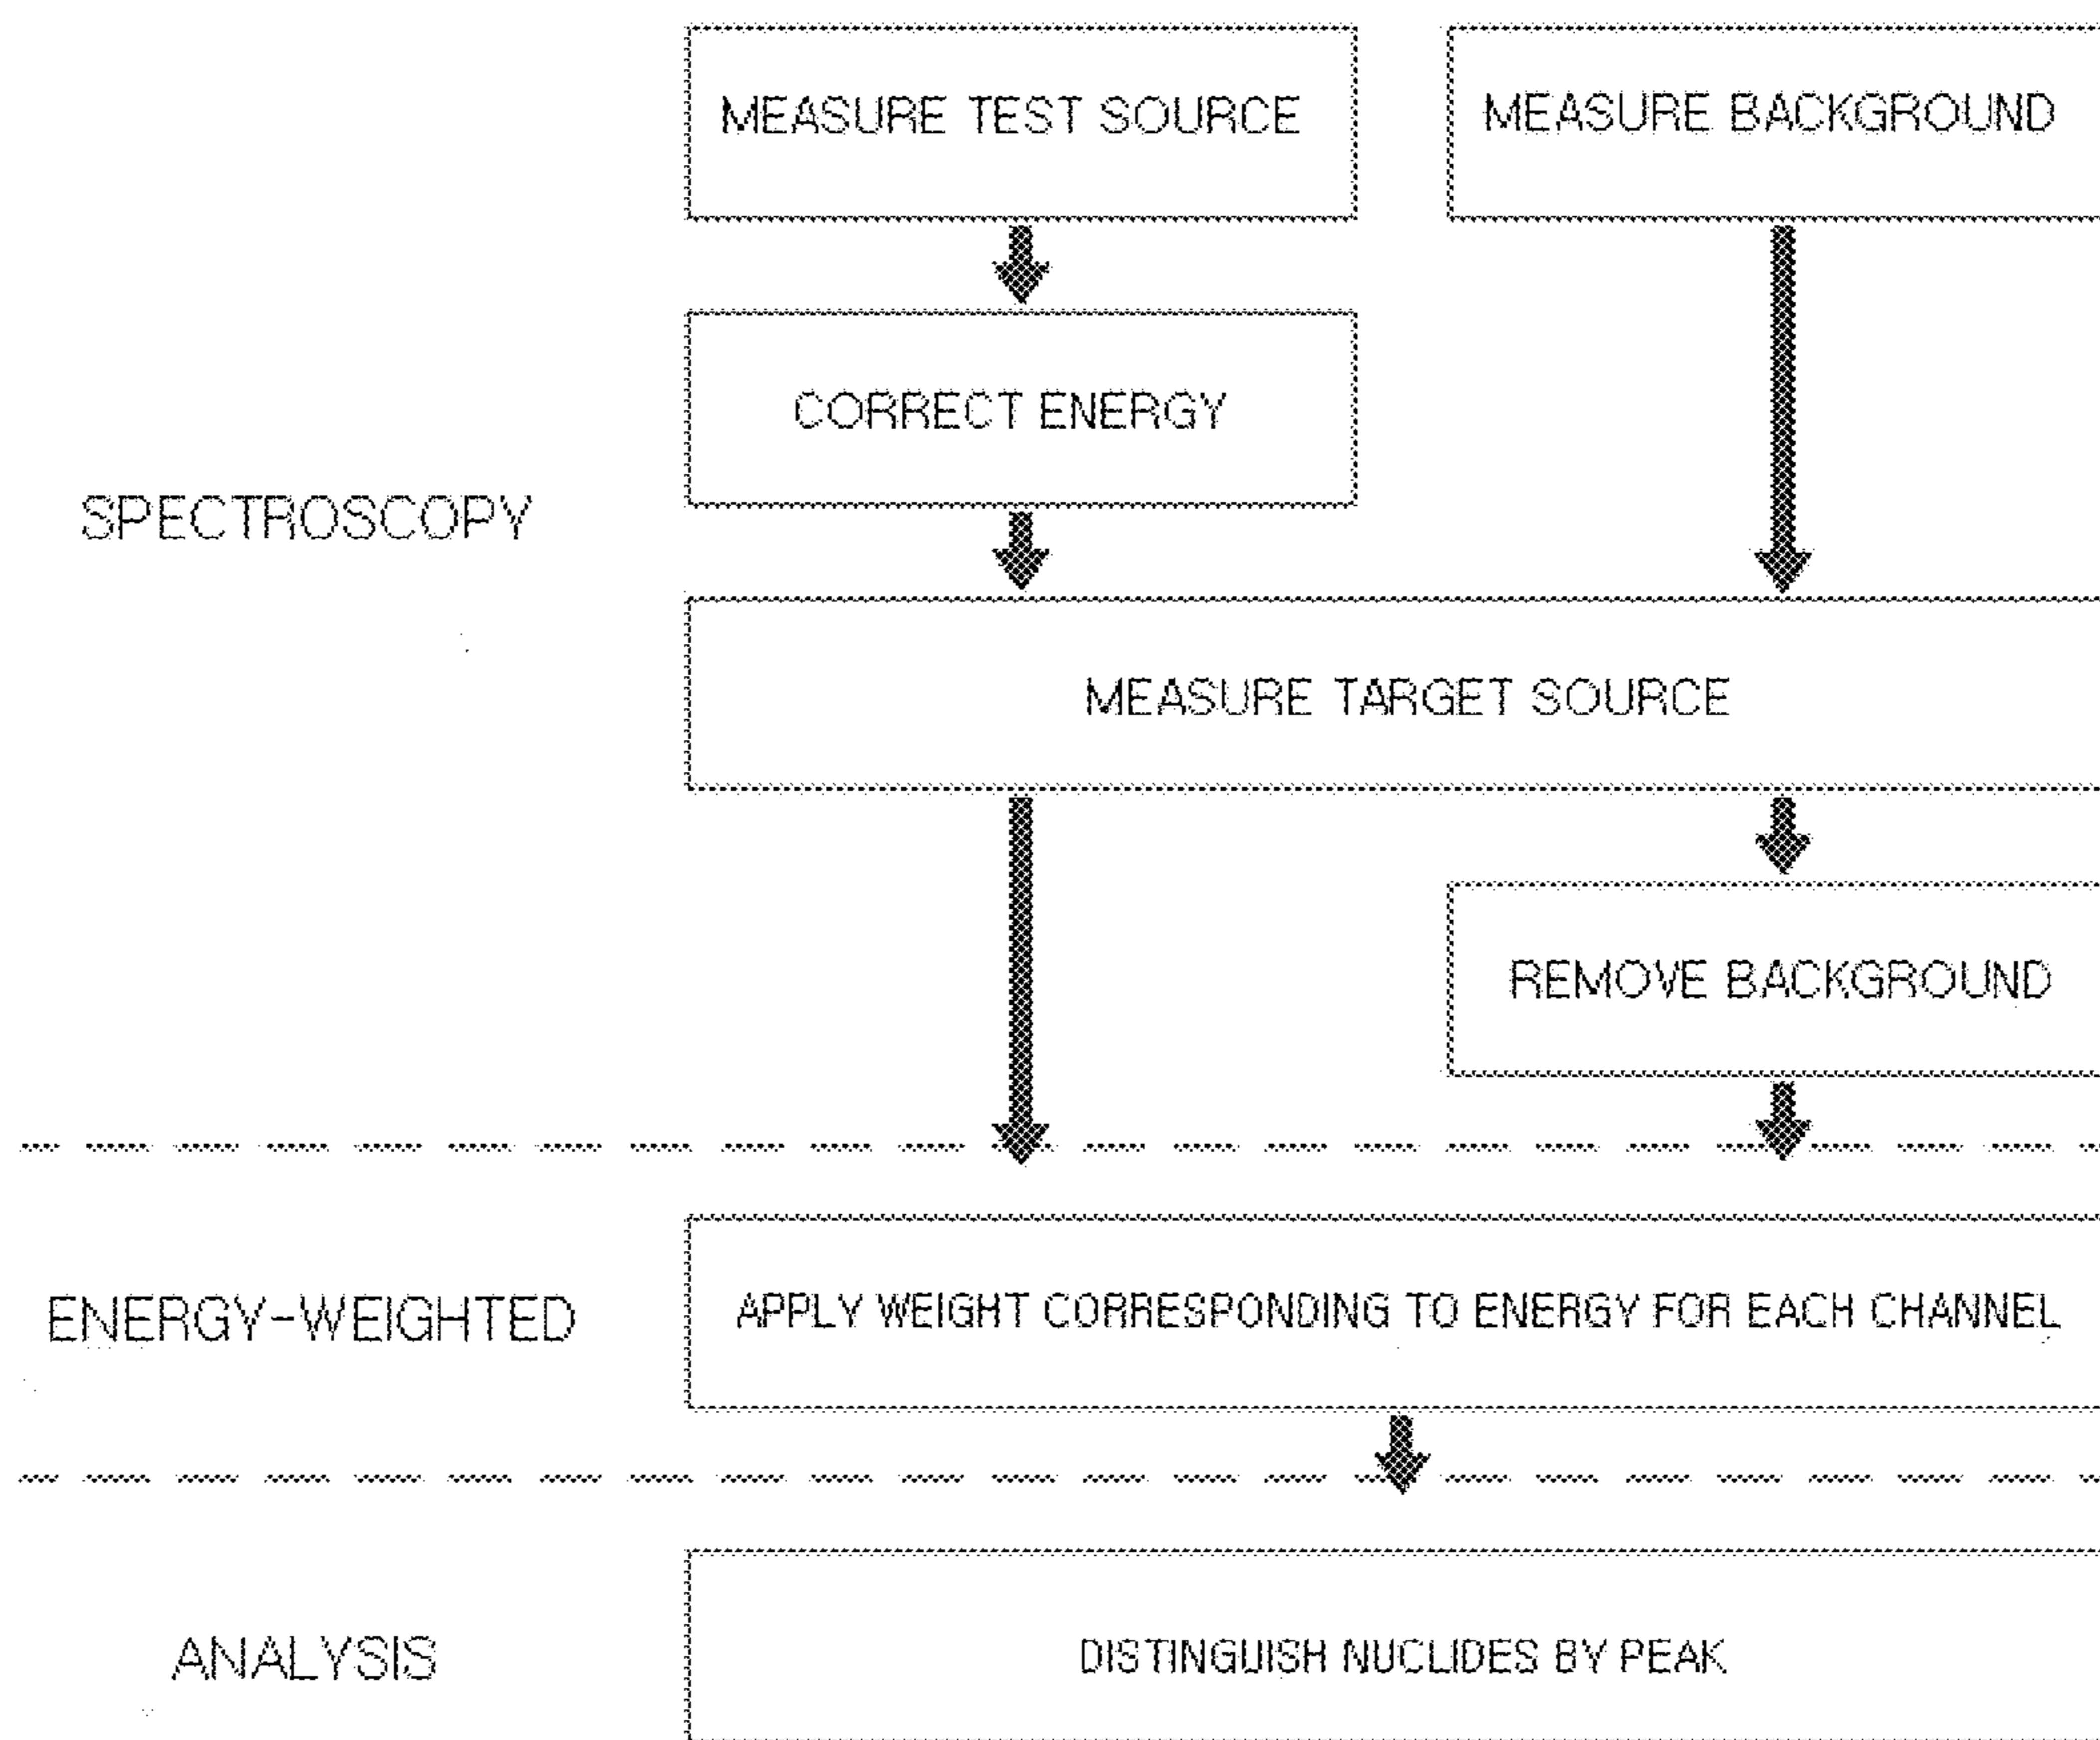 MEASURE TEST SOURCE
MEASURE BACKGROUND
CORRECT ENERGY
SPECTROSCOPY
MEASURE TARGET SOURCE
REMOVE BACKGROUND
ENERGY-WEIGHTED
APPLY WEIGHT CORRESPONDING TO ENERGY FOR EACH CHANNEL
ANALYSIS
DISTINGUISH NUCLIDES BY PEAK